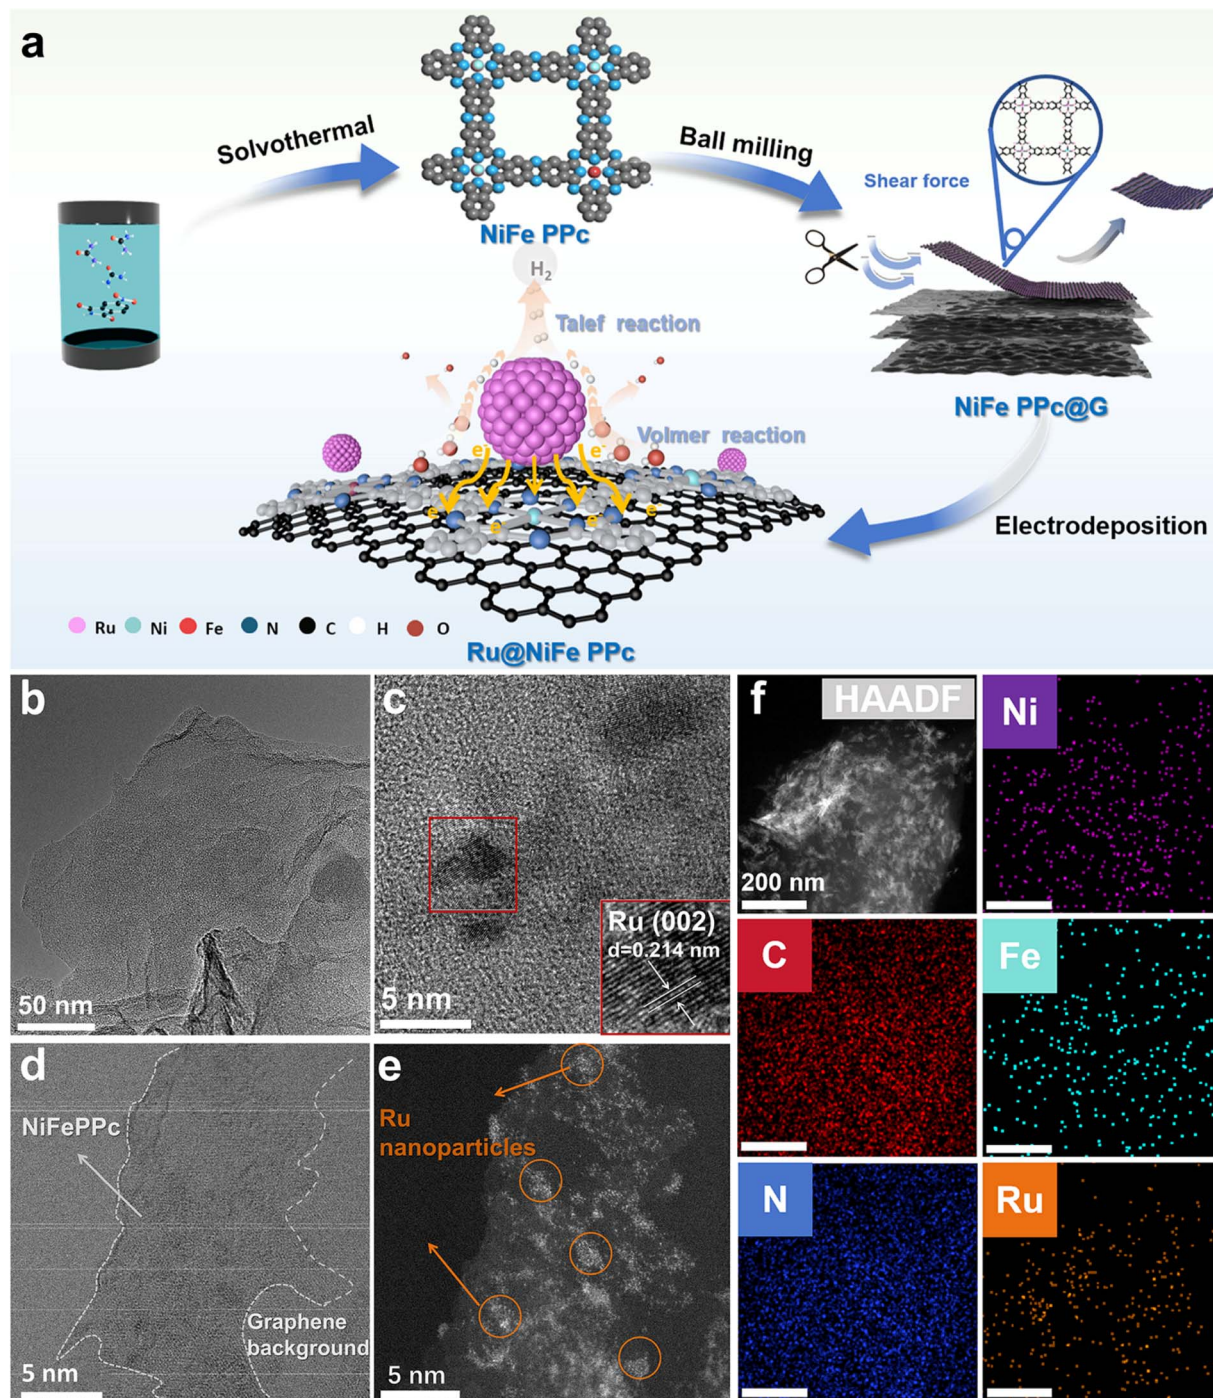 a
Solvothermal
Ball milling
Shear force
NiFe PPc
H2
Talef reaction
NiFe PPc@G
Volmer reaction
e-
e-
e-
e-
e-
e-
Electrodeposition
Ru
Ni
Fe
N
C
H
O
Ru@NiFe PPc
b
50 nm
c
Ru (002)
d=0.214 nm
5 nm
d
NiFePPc
Graphene
background
5 nm
e
Ru
nanoparticles
5 nm
f
HAADF
200 nm
Ni
C
Fe
N
Ru